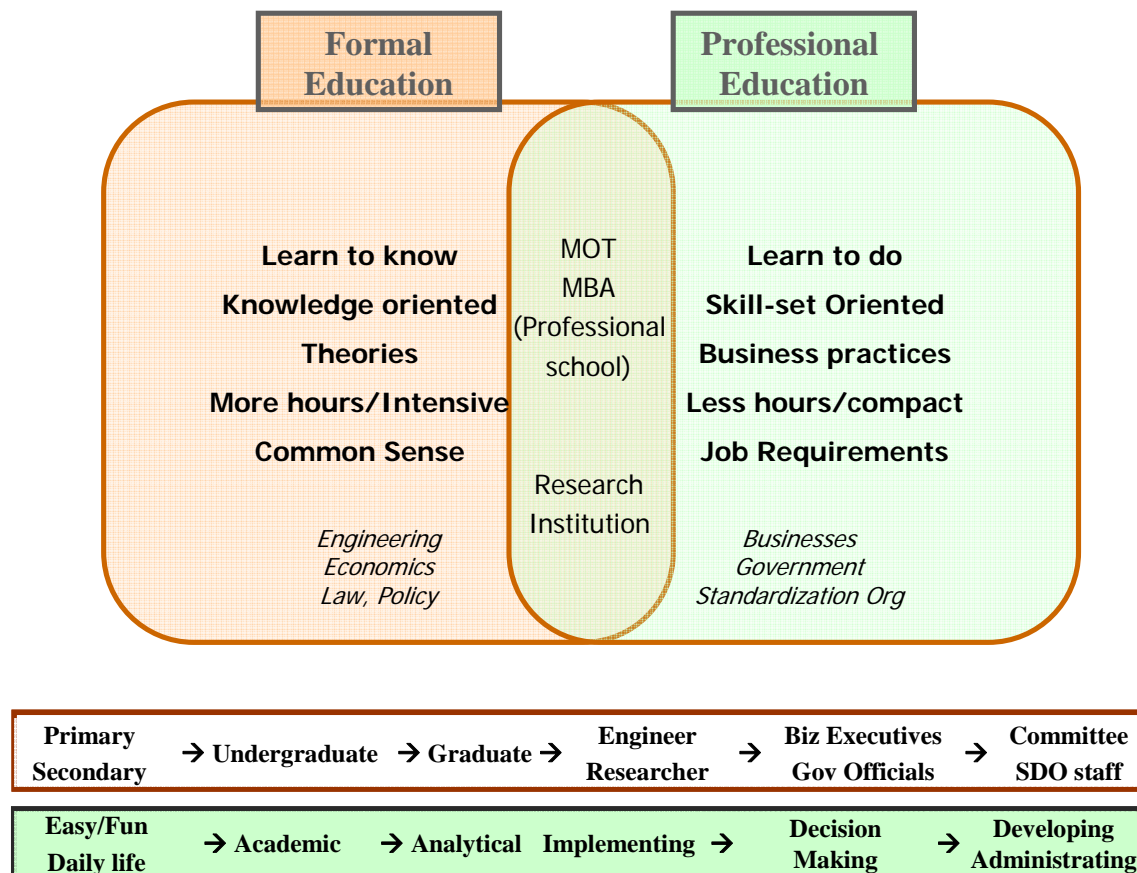 Formal
Education
Professional
Education
Learn to know
Knowledge oriented
Theories
More hours/Intensive
Common Sense
Engineering
Economics
Law, Policy
MOT
MBA
(Professional
school)
Research
Institution
Learn to do
Skill-set Oriented
Business practices
Less hours/compact
Job Requirements
Businesses
Government
Standardization Org
Primary
Secondary
→ Undergraduate
→ Graduate →
Engineer
Researcher
→
Biz Executives
Gov Officials
→
Committee
SDO staff
Easy/Fun
Daily life
→ Academic
→ Analytical
Implementing →
Decision
Making
→
Developing
Administrating